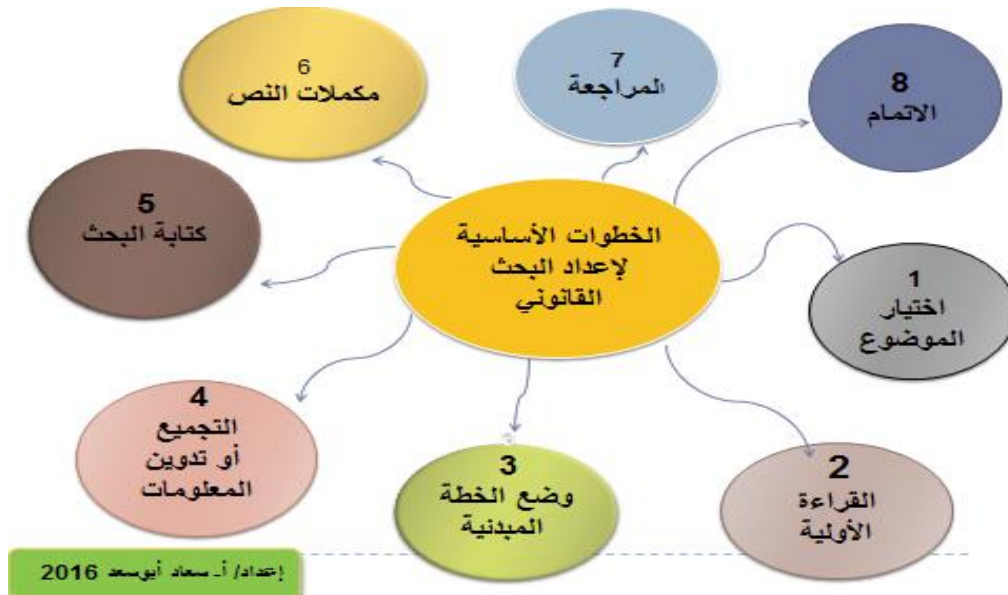 الخطوات الأساسية
لإعداد البحث
القانوني
1
اختيار
الموضوع
2
القراءة
الأولية
3
وضع الخطة
المبدئية
4
التجميع
أو تدوين
المعلومات
5
كتابة البحث
6
مكملات النص
7
المراجعة
8
الاتمام
إعداد/ أ- سعاد أبوسعد 2016